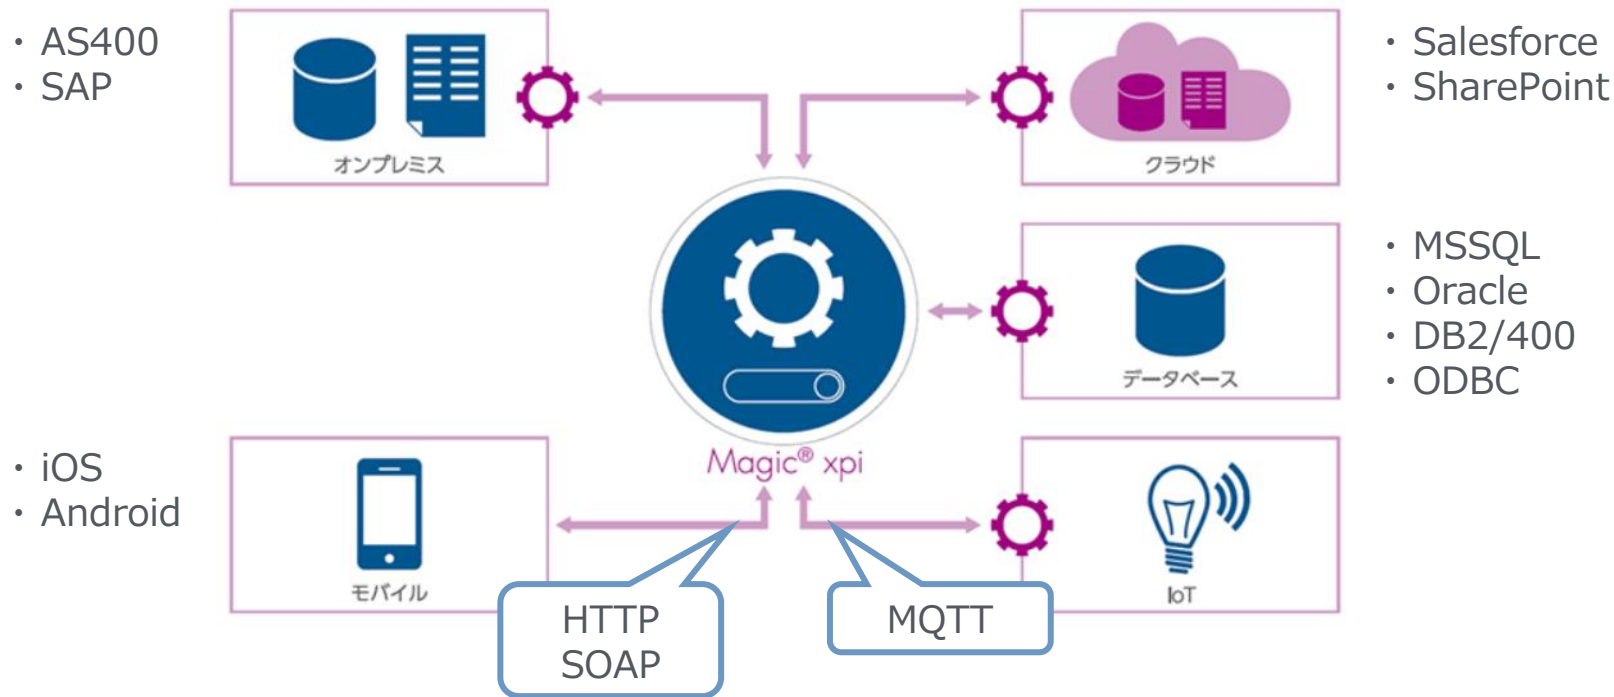 ・AS400
・SAP
オンプレミス
クラウド
・Salesforce
・SharePoint
・MSSQL
・Oracle
・DB2/400
・ODBC
データベース
Magic® xpi
・iOS
・Android
モバイル
IoT
HTTP
SOAP
MQTT